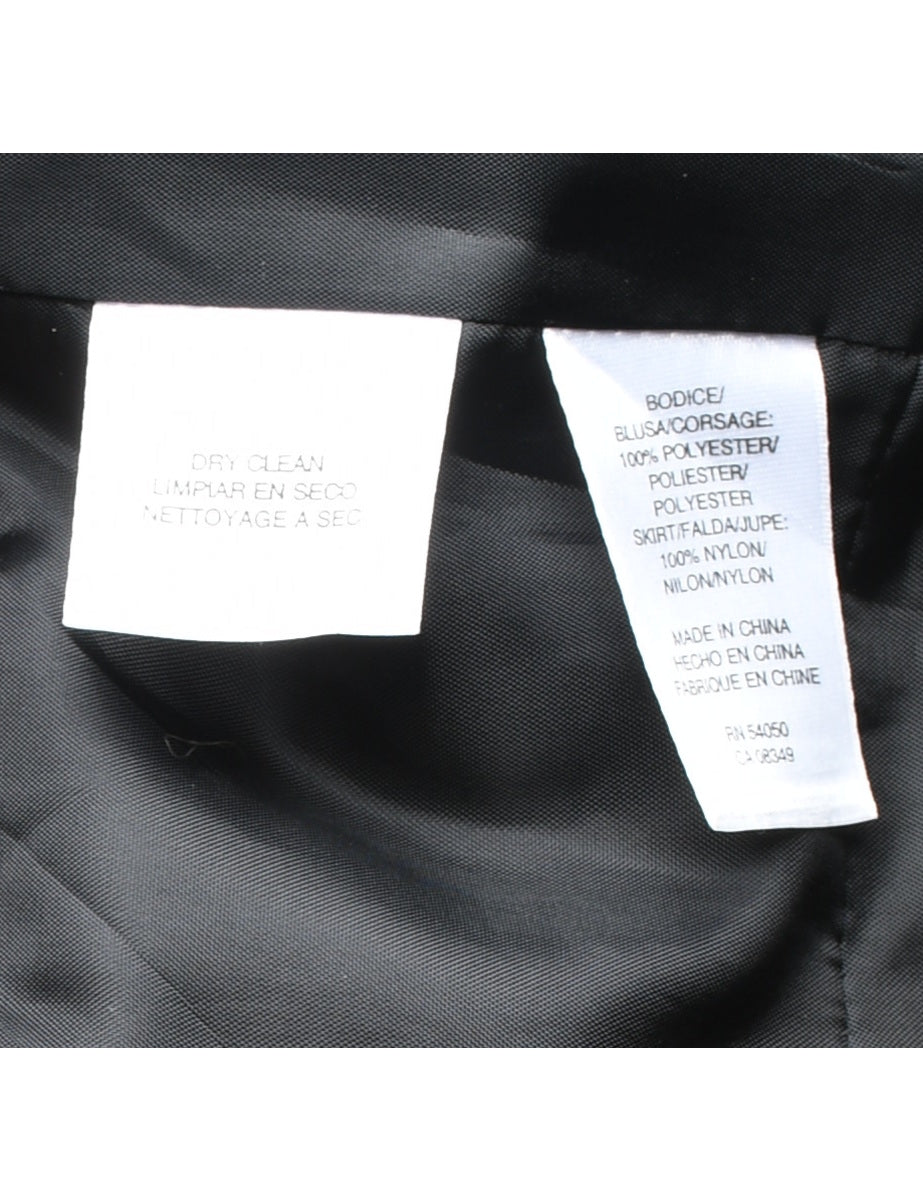 DRY CLEAN
LIMPIAR EN SECO
NETTOYAGE A SEC
BODICE/
BLUSA/CORSAGE:
100% POLYESTER/
POLIESTER/
POLYESTER
SKIRT/FALDA/JUPE:
100% NYLON/
NILON/NYLON
MADE IN CHINA
HECHO EN CHINA
FABRIQUE EN CHINE
RN 54050
CA 08349